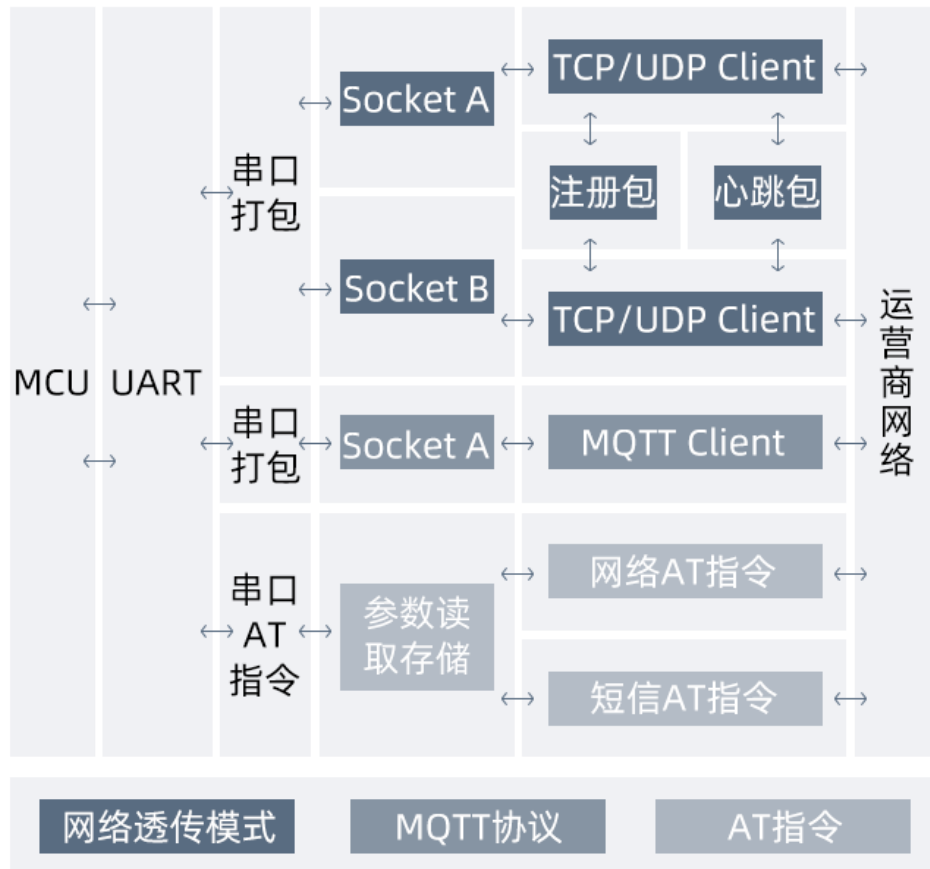 MCU
UART
串口
打包
Socket A
TCP/UDP Client
注册包
心跳包
Socket B
TCP/UDP Client
串口
打包
Socket A
MQTT Client
串口
AT
指令
参数读
取存储
网络AT指令
短信AT指令
运
营
商
网
络
网络透传模式
MQTT协议
AT指令